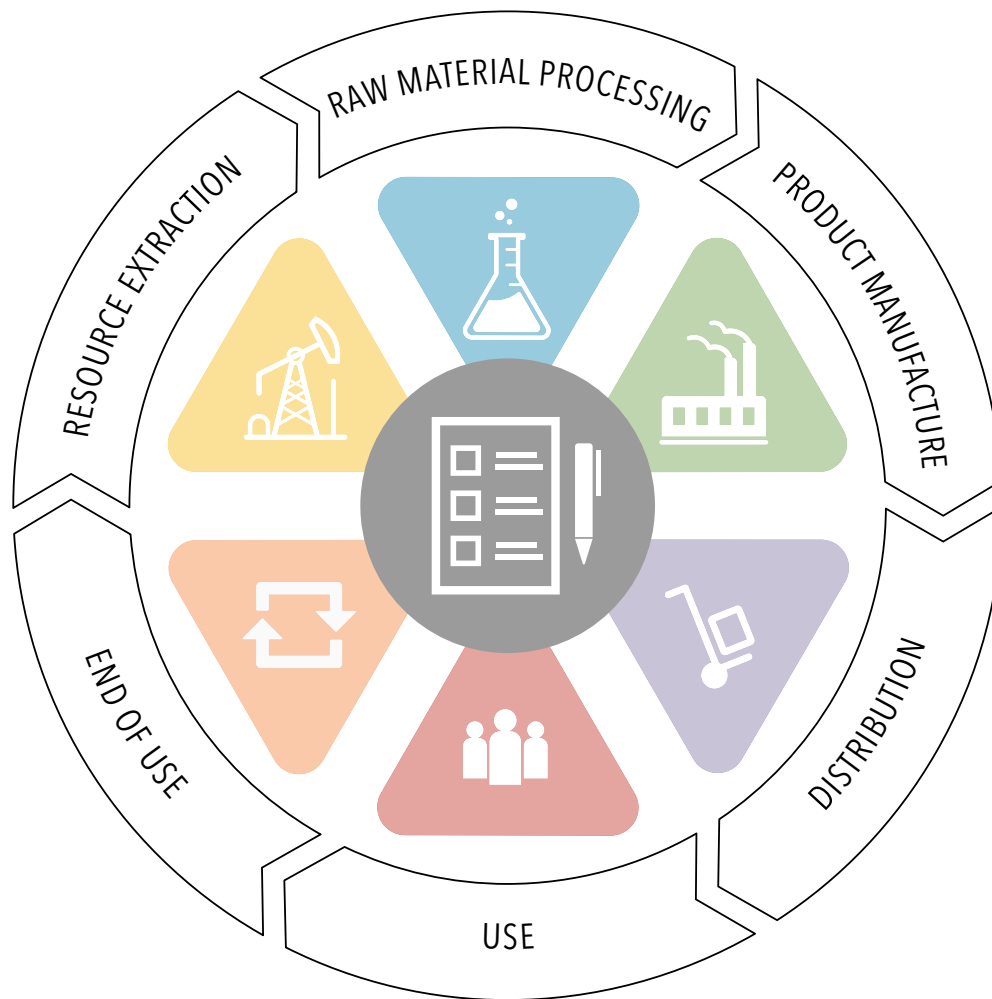 RAW MATERIAL PROCESSING
PRODUCT MANUFACTURE
DISTRIBUTION
USE
END OF USE
RESOURCE EXTRACTION